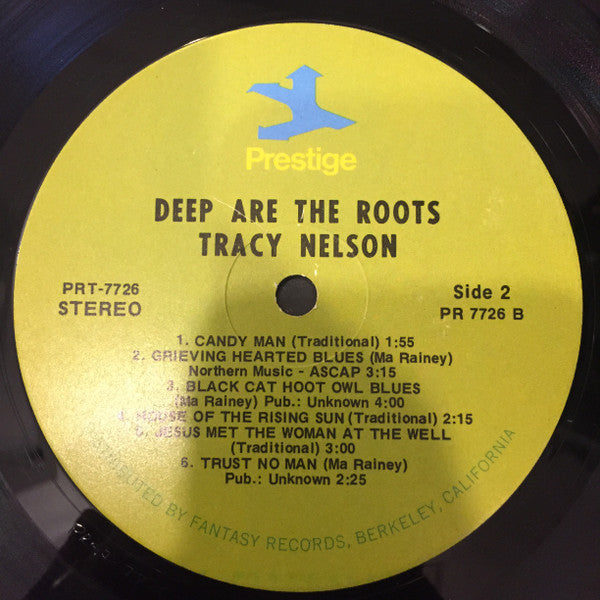 Prestige
DEEP ARE THE ROOTS
TRACY NELSON
PRT-7726
STEREO
Side 2
PR 7726 B
1. CANDY MAN (Traditional) 1:55
2. GRIEVING HEARTED BLUES (Ma Rainey)
Northern Music - ASCAP 3:15
3. BLACK CAT HOOT OWL BLUES
(Ma Rainey) Pub.: Unknown 4:00
4. HOUSE OF THE RISING SUN (Traditional) 2:15
5. JESUS MET THE WOMAN AT THE WELL
(Traditional) 3:00
6. TRUST NO MAN (Ma Rainey)
Pub.: Unknown 2:25
DISTRIBUTED BY FANTASY RECORDS, BERKELEY, CALIFORNIA